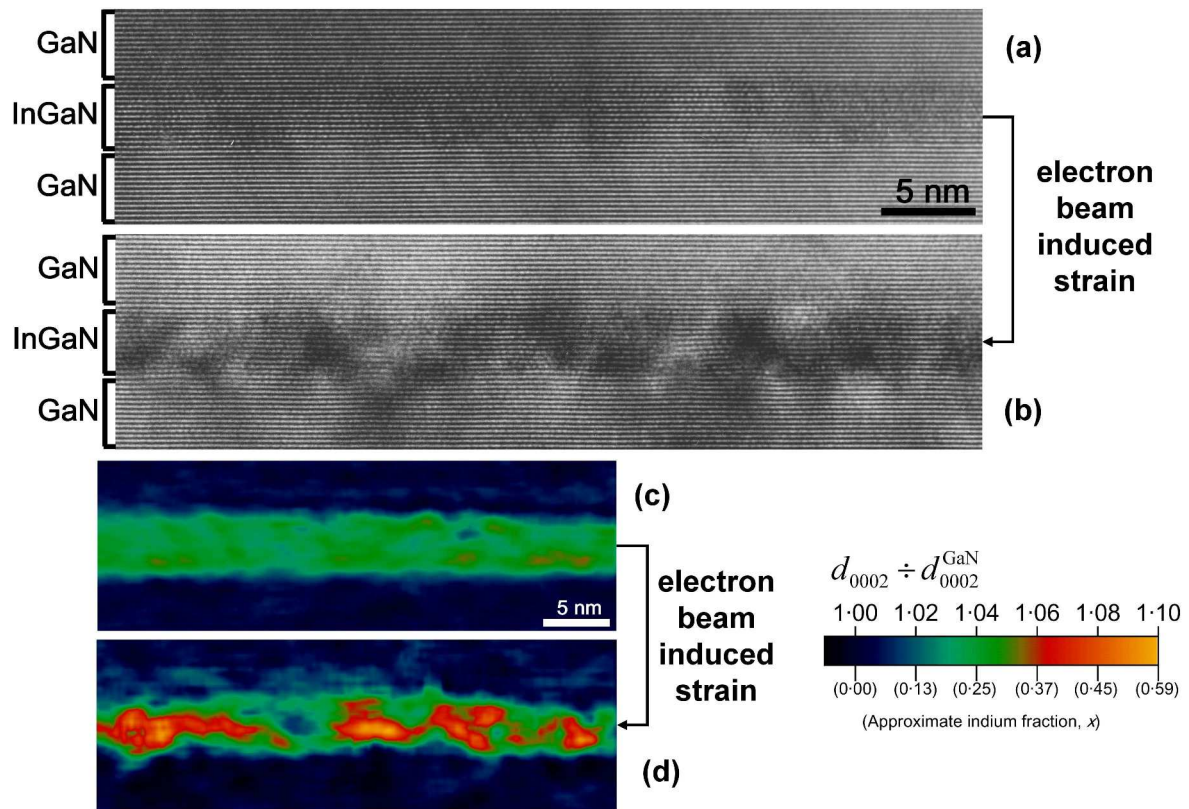 GaN
InGaN
GaN
(a)
5 nm
electron
beam
induced
strain
GaN
InGaN
GaN
(b)
(c)
5 nm
electron
beam
induced
strain
(d)
d0002 ÷ d0002GaN
1·00 1·02 1·04 1·06 1·08 1·10
(0·00) (0·13) (0·25) (0·37) (0·45) (0·59)
(Approximate indium fraction, x)